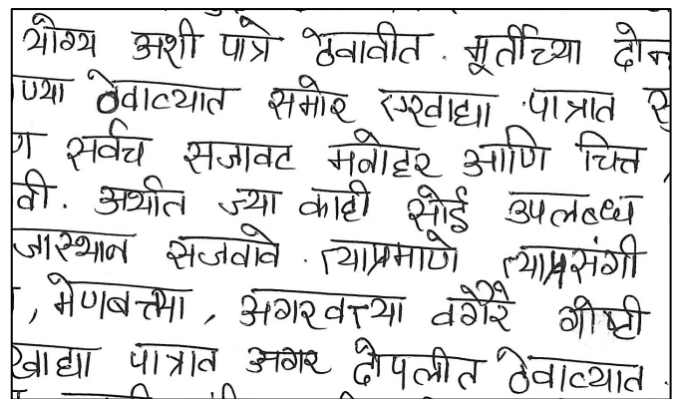 योग्य अशी पात्रे ठेवावीत. मूर्तीच्या दोन
ण्या ठेवाव्यात समोर एखाद्या पात्रात
सर्वच सजावट मनोहर आणि चित्त
वी. अर्थात ज्या काही सोई उपलब्ध
जास्थान सजवावे. त्याप्रमाणे त्याप्रसंगी
, मेणबत्त्या, अगरबत्त्या वगैरे गोष्टी
खाद्या पात्रात अगर दीपलीत ठेवाव्यात.